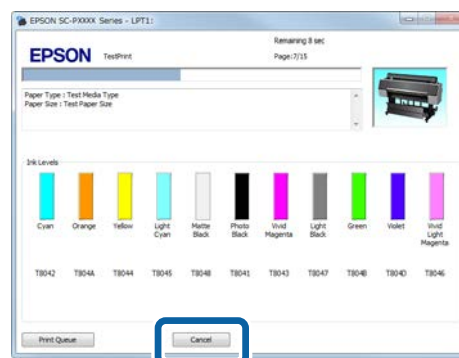 EPSON SC-PXXXX Series - LPT1:
Remaining 8 sec
EPSON
TestPrint
Page:7/15
Paper Type : Test Media Type
Paper Size : Test Paper Size
Ink Levels
Cyan Orange Yellow Light Cyan Matte Black Photo Black Vivid Magenta Light Black Green Violet Vivid Light Magenta
T8042 T804A T8044 T8045 T8048 T8041 T8043 T8047 T804B T804D T8046
Print Queue Cancel